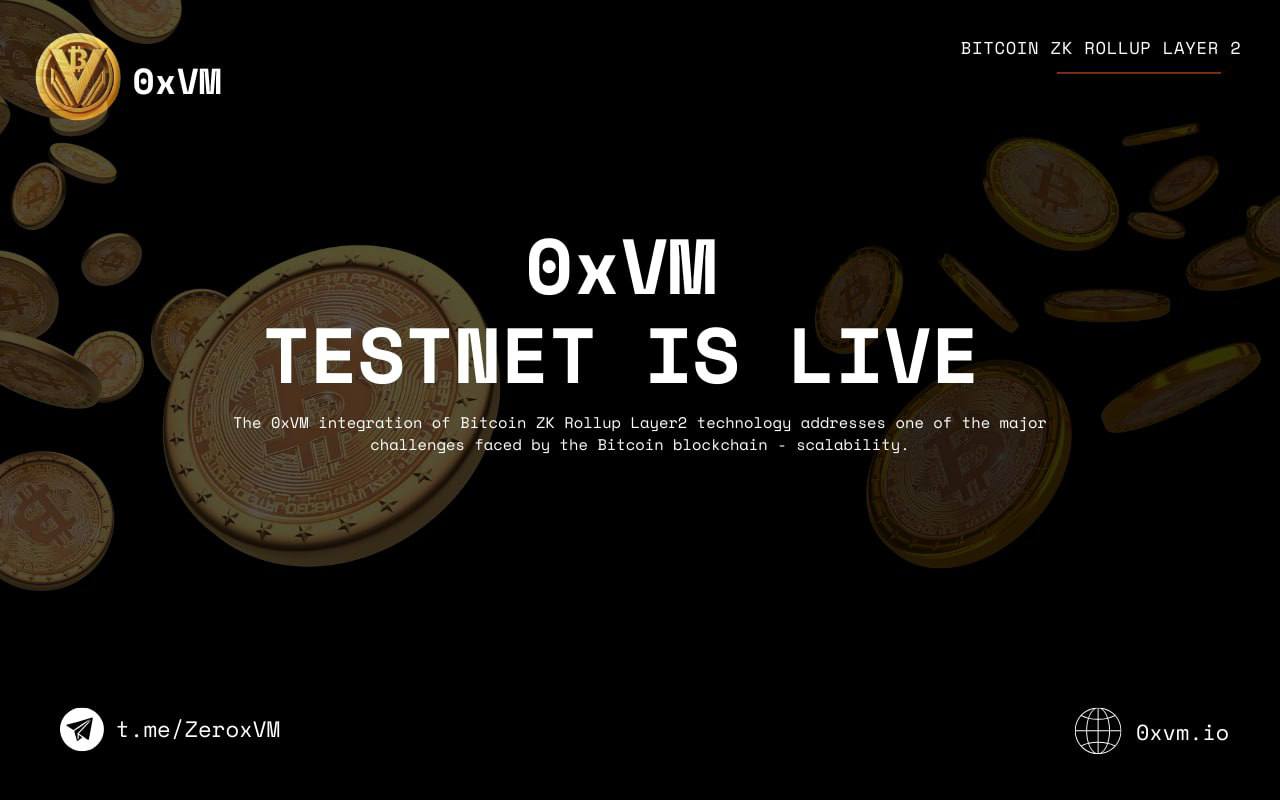 0xVM
BITCOIN ZK ROLLUP LAYER 2
0xVM
TESTNET IS LIVE
The 0xVM integration of Bitcoin ZK Rollup Layer2 technology addresses one of the major
challenges faced by the Bitcoin blockchain - scalability.
t.me/ZeroxVM
0xvm.io